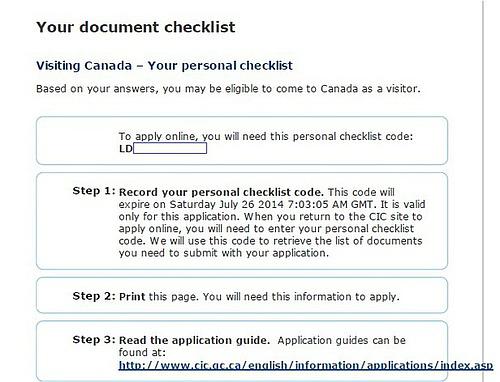 Your document checklist
Visiting Canada – Your personal checklist
Based on your answers, you may be eligible to come to Canada as a visitor.
To apply online, you will need this personal checklist code:
LD
Step 1: Record your personal checklist code. This code will
expire on Saturday July 26 2014 7:03:05 AM GMT. It is valid
only for this application. When you return to the CIC site to
apply online, you will need to enter your personal checklist
code. We will use this code to retrieve the list of documents
you need to submit with your application.
Step 2: Print this page. You will need this information to apply.
Step 3: Read the application guide. Application guides can be
found at:
http://www.cic.gc.ca/english/information/applications/index.asp